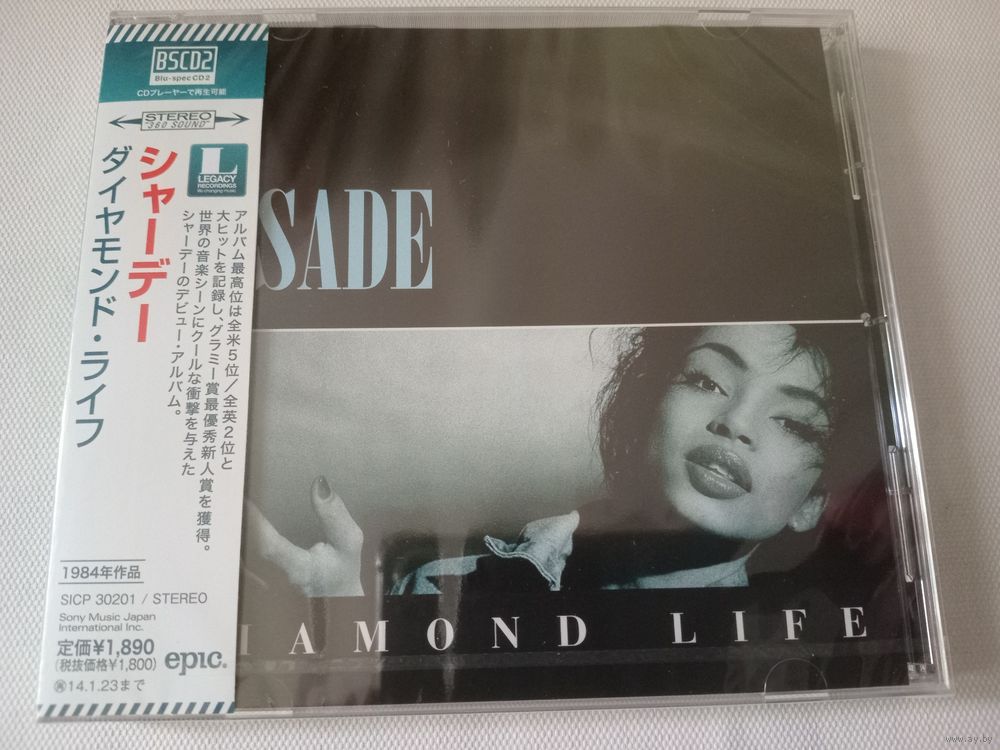 BSCD2
Blu-spec CD2
CDプレーヤーで再生可能
STEREO
"360 SOUND"
L
LEGACY
RECORDINGS
シャーデー
ダイヤモンド・ライフ
アルバム最高位は全米5位/全英2位と
大ヒットを記録し、グラミー賞最優秀新人賞を獲得。
世界の音楽シーンにクールな衝撃を与えた
シャーデーのデビュー・アルバム。
1984年作品
SICP 30201 / STEREO
Sony Music Japan
International Inc.
定価¥1,890
(税抜価格¥1,800)
epic.
14.1.23まで
SADE
IAMOND LIFE
www.ay.by